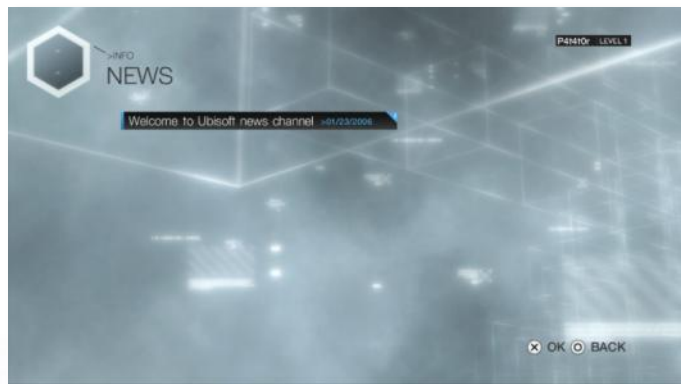 >INFO
NEWS
P4t4t0r LEVEL 1
Welcome to Ubisoft news channel >01/23/2006
OK BACK